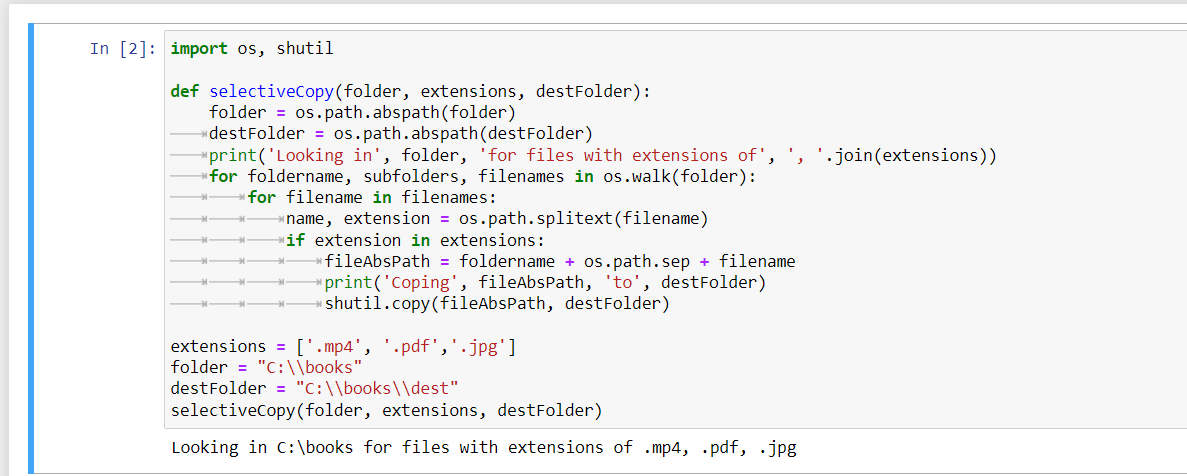 In [2]:
import os, shutil
def selectiveCopy(folder, extensions, destFolder):
    folder = os.path.abspath(folder)
    destFolder = os.path.abspath(destFolder)
    print('Looking in', folder, 'for files with extensions of', ', '.join(extensions))
    for foldername, subfolders, filenames in os.walk(folder):
        for filename in filenames:
            name, extension = os.path.splitext(filename)
            if extension in extensions:
                fileAbsPath = foldername + os.path.sep + filename
                print('Coping', fileAbsPath, 'to', destFolder)
                shutil.copy(fileAbsPath, destFolder)
extensions = ['.mp4', '.pdf','.jpg']
folder = "C:\\books"
destFolder = "C:\\books\\dest"
selectiveCopy(folder, extensions, destFolder)
Looking in C:\books for files with extensions of .mp4, .pdf, .jpg